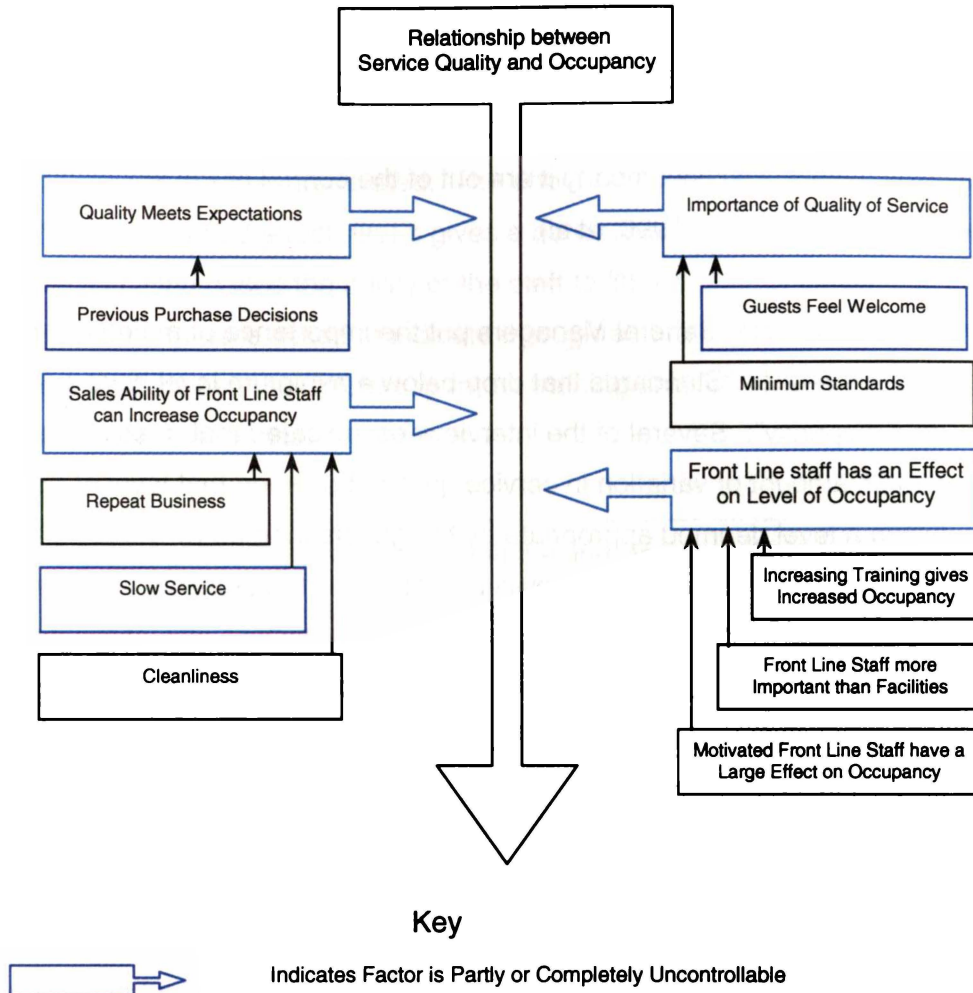 Relationship between
Service Quality and Occupancy
Quality Meets Expectations
Importance of Quality of Service
Previous Purchase Decisions
Guests Feel Welcome
Minimum Standards
Sales Ability of Front Line Staff
can Increase Occupancy
Front Line staff has an Effect
on Level of Occupancy
Repeat Business
Slow Service
Cleanliness
Increasing Training gives
Increased Occupancy
Front Line Staff more
Important than Facilities
Motivated Front Line Staff have a
Large Effect on Occupancy
Key
Indicates Factor is Partly or Completely Uncontrollable